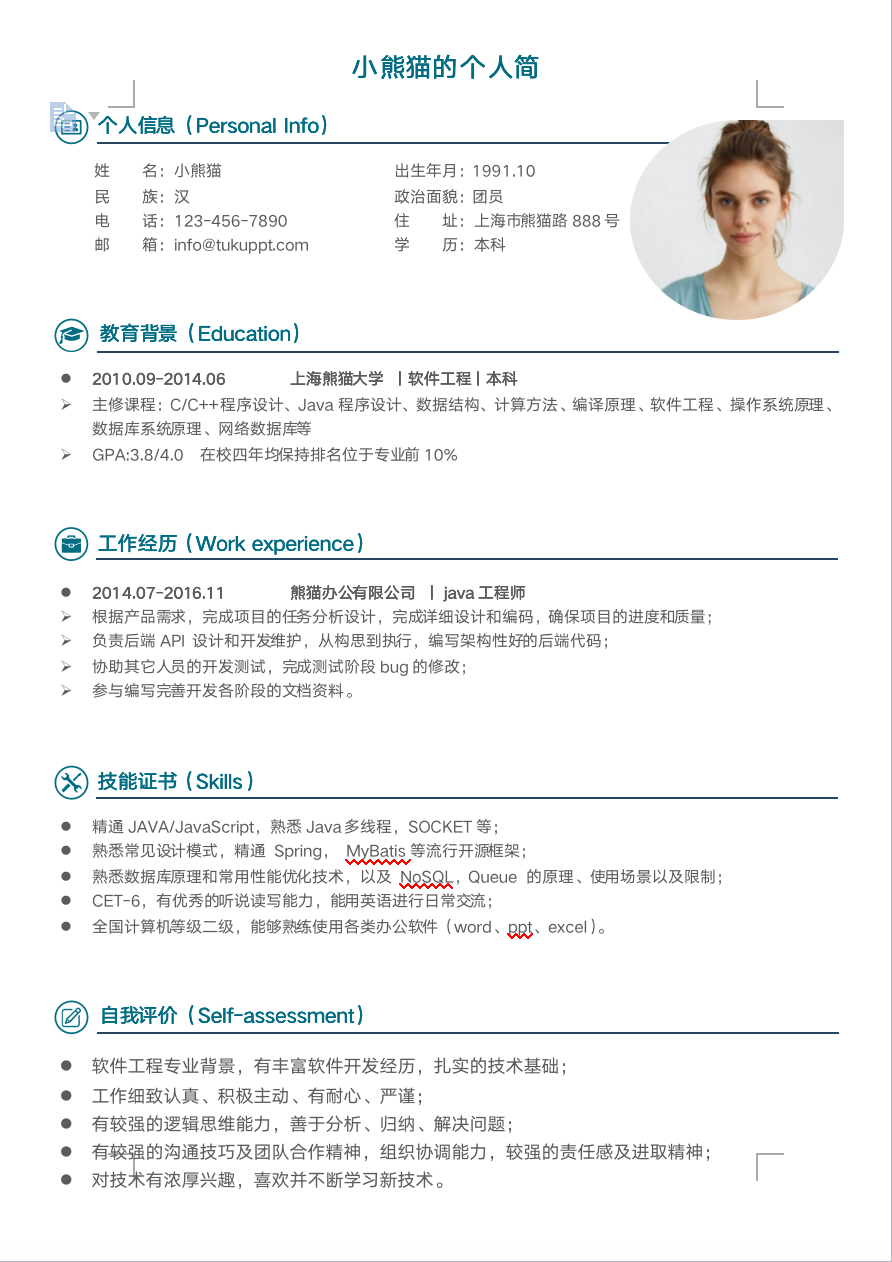 小熊猫的个人简
个人信息（Personal Info）
姓 名：小熊猫 出生年月：1991.10
民 族：汉 政治面貌：团员
电 话：123-456-7890 住 址：上海市熊猫路 888 号
邮 箱：info@tukuppt.com 学 历：本科
教育背景（Education）
● 2010.09-2014.06 上海熊猫大学 | 软件工程 | 本科
➢ 主修课程：C/C++程序设计、Java 程序设计、数据结构、计算方法、编译原理、软件工程、操作系统原理、
数据库系统原理、网络数据库等
➢ GPA:3.8/4.0 在校四年均保持排名位于专业前 10%
工作经历（Work experience）
● 2014.07-2016.11 熊猫办公有限公司 | java 工程师
➢ 根据产品需求，完成项目的任务分析设计，完成详细设计和编码，确保项目的进度和质量；
➢ 负责后端 API 设计和开发维护，从构思到执行，编写架构性好的后端代码；
➢ 协助其它人员的开发测试，完成测试阶段 bug 的修改；
➢ 参与编写完善开发各阶段的文档资料。
技能证书（Skills）
● 精通 JAVA/JavaScript，熟悉 Java 多线程，SOCKET 等；
● 熟悉常见设计模式，精通 Spring， MyBatis 等流行开源框架；
● 熟悉数据库原理和常用性能优化技术，以及 NoSQL，Queue 的原理、使用场景以及限制；
● CET-6，有优秀的听说读写能力，能用英语进行日常交流；
● 全国计算机等级二级，能够熟练使用各类办公软件（word、ppt、excel）。
自我评价（Self-assessment）
● 软件工程专业背景，有丰富软件开发经历，扎实的技术基础；
● 工作细致认真、积极主动、有耐心、严谨；
● 有较强的逻辑思维能力，善于分析、归纳、解决问题；
● 有较强的沟通技巧及团队合作精神，组织协调能力，较强的责任感及进取精神；
● 对技术有浓厚兴趣，喜欢并不断学习新技术。